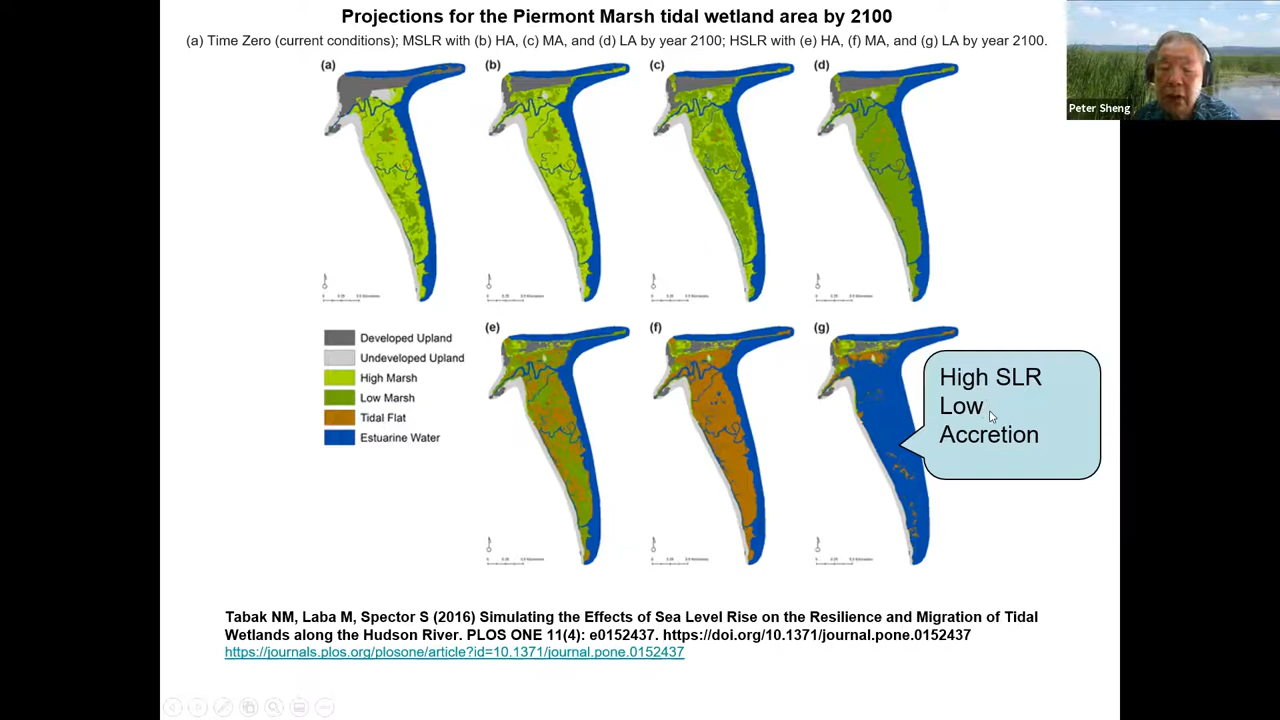 Projections for the Piermont Marsh tidal wetland area by 2100
(a) Time Zero (current conditions); MSLR with (b) HA, (c) MA, and (d) LA by year 2100; HSLR with (e) HA, (f) MA, and (g) LA by year 2100.
Peter Sheng
(a)
(b)
(c)
(d)
(e)
(f)
(g)
Developed Upland
Undeveloped Upland
High Marsh
Low Marsh
Tidal Flat
Estuarine Water
High SLR
Low
Accretion
Tabak NM, Laba M, Spector S (2016) Simulating the Effects of Sea Level Rise on the Resilience and Migration of Tidal
Wetlands along the Hudson River. PLOS ONE 11(4): e0152437. https://doi.org/10.1371/journal.pone.0152437
https://journals.plos.org/plosone/article?id=10.1371/journal.pone.0152437